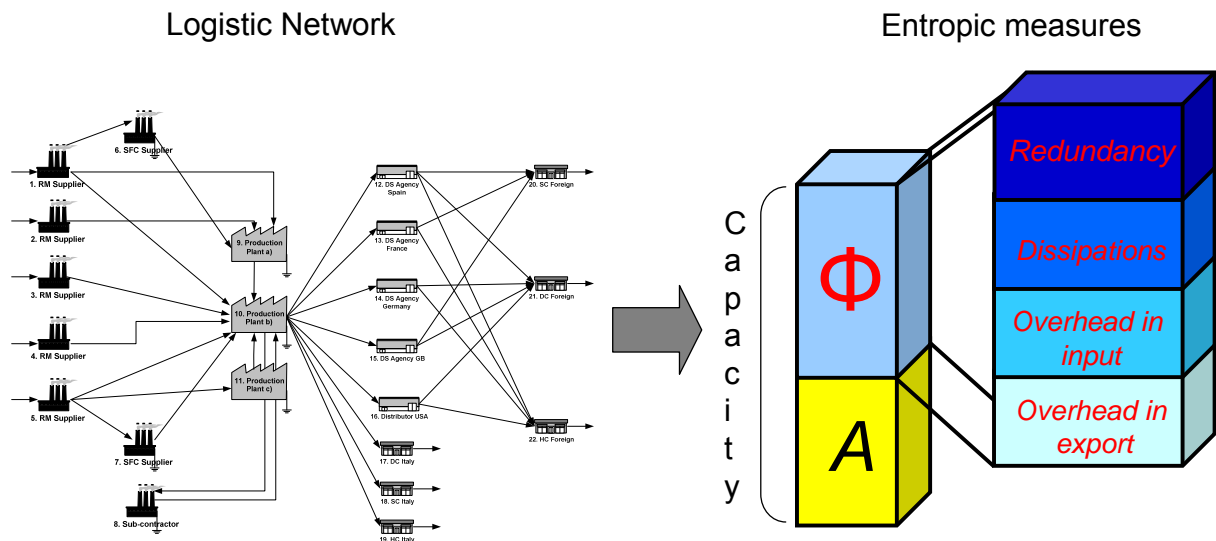 Logistic Network
Entropic measures
6. SFC Supplier
1. RM Supplier
2. RM Supplier
3. RM Supplier
4. RM Supplier
5. RM Supplier
7. SFC Supplier
8. Sub-contractor
9. Production
Plant a)
10. Production
Plant b)
11. Production
Plant c)
12. DS Agency
Spain
13. DS Agency
France
14. DS Agency
Germany
15. DS Agency GB
16. Distributor USA
17. DC Italy
18. SC Italy
19. HC Italy
20. SC Foreign
21. DC Foreign
22. HC Foreign
Capacity
Φ
A
Redundancy
Dissipations
Overhead in
input
Overhead in
export